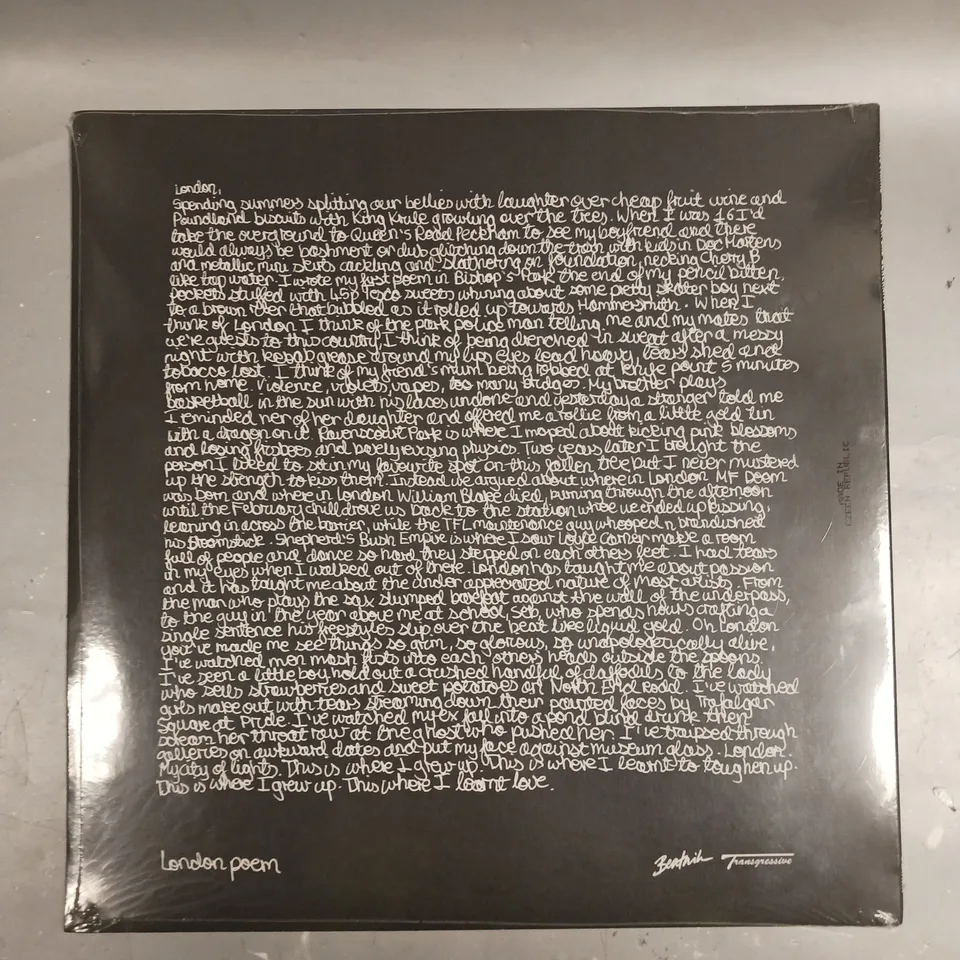 London,
Spending summers splitting our bellies with laughter over cheap fruit wine and
Poundland biscuits with King Krule growling over the trees. When I was 16 I'd
take the overground to Queen's Road Peckham to see my boyfriend and there
would always be bashment or dub glitching down the train with kids in Doc Martens
and metallic mini skirts cackling and slathering on foundation, necking Cherry B
like tap water. I wrote my first poem in Bishop's Park the end of my pencil bitten,
pockets stuffed with 45p Tesco sweets whining about some pretty skater boy next
to a brown river that bubbled as it rolled up towards Hammersmith. When I
think of London I think of the park police man telling me and my mates that
we're guests to this country I think of being drenched in sweat after a messy
night with kebab grease around my lips eyes lead heavy, tears shed and
tobacco lost. I think of my friend's mum being robbed at knife point 5 minutes
from home. Violence, violets, vapes, too many bridges. My brother plays
basketball in the sun with his laces undone and yesterday a stranger told me
I reminded her of her daughter and offered me a rollie from a little gold tin
with a dragon on it. Ravenscourt Park is where I moped about kicking pink blossoms
and losing frisbees and barely revising physics. Two years later I brought the
person I liked to sit in my favourite spot on this fallen tree but I never mustered
up the strength to kiss them. Instead we argued about where in London MF Doom
was born and where in London William Blake died, punning through the afternoon
until the February chill drove us back to the station where we ended up kissing,
leaning in across the barrier, while the TFL maintenance guy whooped n brandished
his broomstick. Shepherd's Bush Empire is where I saw Loyle Carner make a room
full of people and dance so hard they stepped on each others feet. I had tears
in my eyes when I walked out of there. London has taught me about passion
and it has taught me about the under appreciated nature of most artists. From
the man who plays the sax slumped barefoot against the wall of the underpass,
to the guy in the year above me at school, Seb, who spends hours crafting a
single sentence his freestyles slip over the beat like liquid gold. Oh London
you've made me see things so grim, so glorious, so unapologetically alive,
I've watched men mash fists into each others heads outside the spoons.
I've seen a little boy hold out a crushed handful of daffodils to the lady
who sells strawberries and sweet potatoes on North End Road. I've watched
girls make out with tears streaming down their painted faces by Trafalgar
Square at Pride. I've watched my ex fall into a pond blind drunk then
scream her throat raw at the ghost who pushed her. I've traipsed through
galleries on awkward dates and put my face against museum glass. London.
My city of lights. This is where I grew up. This is where I learnt to toughen up.
This is where I grew up. This where I learnt love.
MADE IN
CZECH REPUBLIC
London poem
Beatnik Transgressive